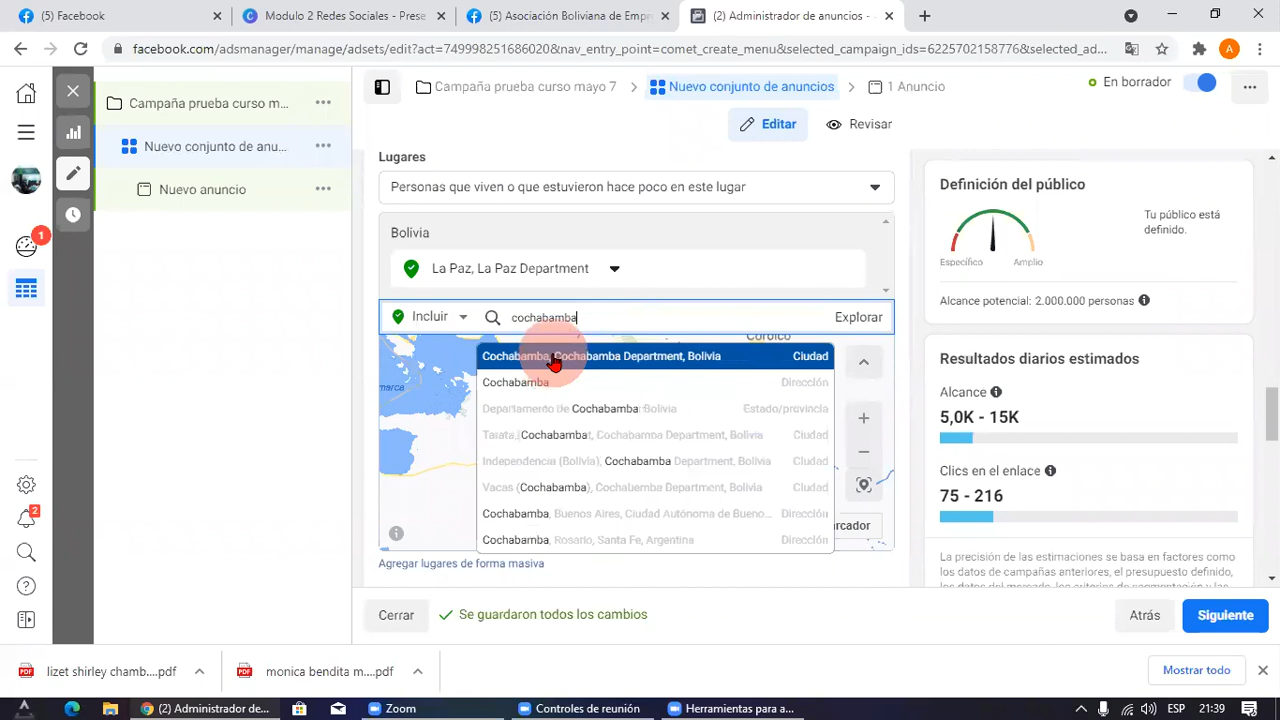 (5) Facebook
Modulo 2 Redes Sociales - Pres
(5) Asociación Boliviana de Empr
(2) Administrador de anuncios -
facebook.com/adsmanager/manage/adsets/edit?act=749998251686020&nav_entry_point=comet_create_menu&selected_campaign_ids=6225702158776&selected_ad...
A
Campaña prueba curso m...
Nuevo conjunto de anu...
Nuevo anuncio
1
2
Campaña prueba curso mayo 7
Nuevo conjunto de anuncios
1 Anuncio
En borrador
Editar
Revisar
Lugares
Personas que viven o que estuvieron hace poco en este lugar
Bolivia
La Paz, La Paz Department
Incluir
cochabamba
Explorar
Coroico
Cochabamba, Cochabamba Department, Bolivia Ciudad
Cochabamba Dirección
Departamento de Cochabamba Bolivia Estado/provincia
Cochabamba Department, Bolivia Ciudad
Independencia (Bolivia), Cochabamba Department, Bolivia Ciudad
Vacas (Cochabamba), Cochabamba Department, Bolivia Ciudad
Cochabamba, Buenos Aires, Ciudad Autónoma de Bueno... Dirección
Cochabamba, Rosario, Santa Fe, Argentina Dirección
rcador
Agregar lugares de forma masiva
Definición del público
Tu público está
definido.
Específico
Amplio
Alcance potencial: 2.000.000 personas
Resultados diarios estimados
Alcance
5,0K - 15K
Clics en el enlace
75 - 216
La precisión de las estimaciones se basa en factores como
los datos de campañas anteriores, el presupuesto definido,
Cerrar
Se guardaron todos los cambios
Atrás
Siguiente
lizet shirley chamb....pdf
monica bendita m....pdf
Mostrar todo
(2) Administrador de...
Zoom
Controles de reunión
Herramientas para a...
ESP
21:39